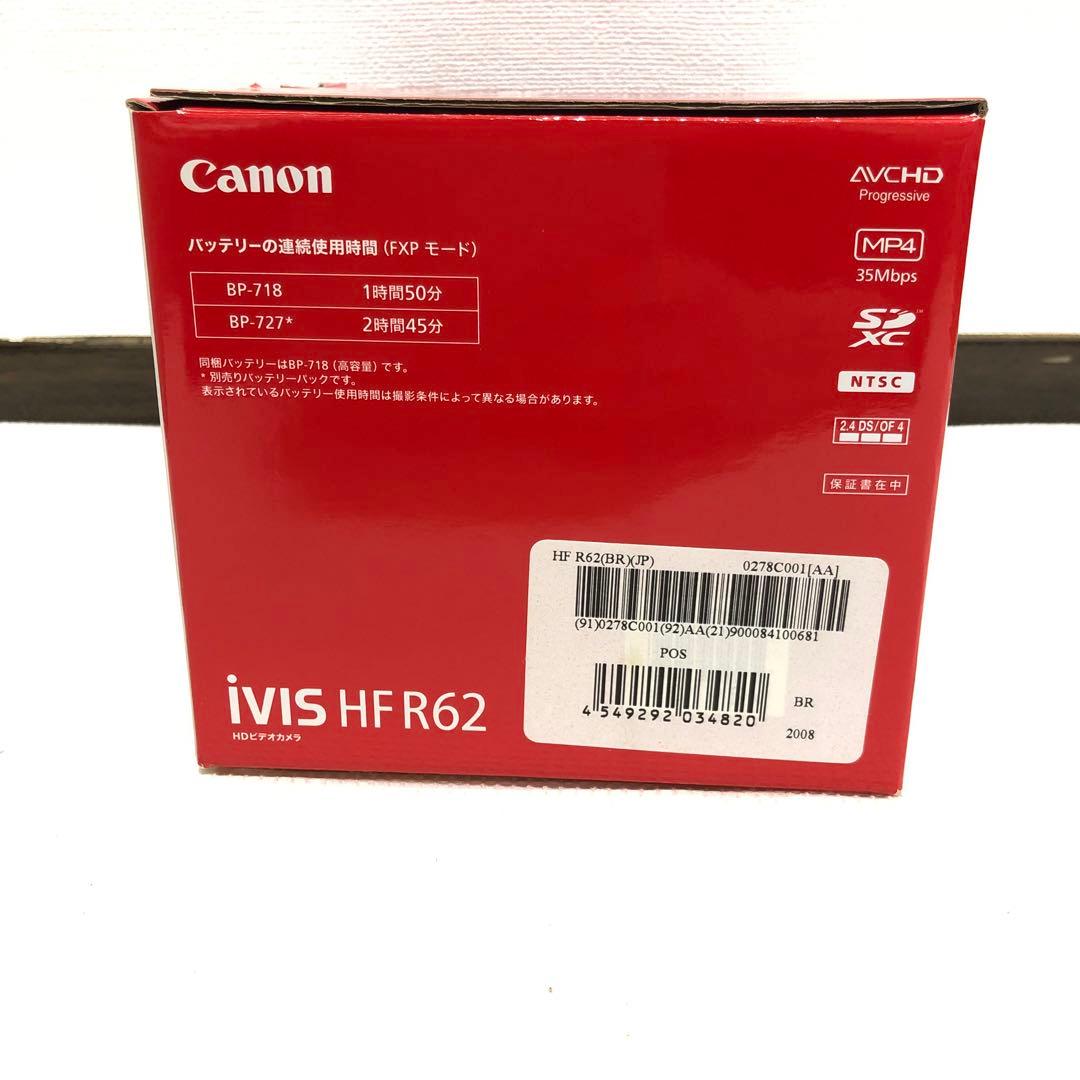 Canon
バッテリーの連続使用時間（FXP モード）
BP-718 1時間50分
BP-727* 2時間45分
同梱バッテリーはBP-718（高容量）です。
* 別売りバッテリーパックです。
表示されているバッテリー使用時間は撮影条件によって異なる場合があります。
AVCHD
Progressive
MP4
35Mbps
SD
XC
™
NTSC
2.4 DS/OF 4
保証書在中
HF R62(BR)(JP) 0278C001[AA]
(91)0278C001(92)AA(21)900084100681
POS
4 549292 034820
BR
2008
iVIS HF R62
HDビデオカメラ